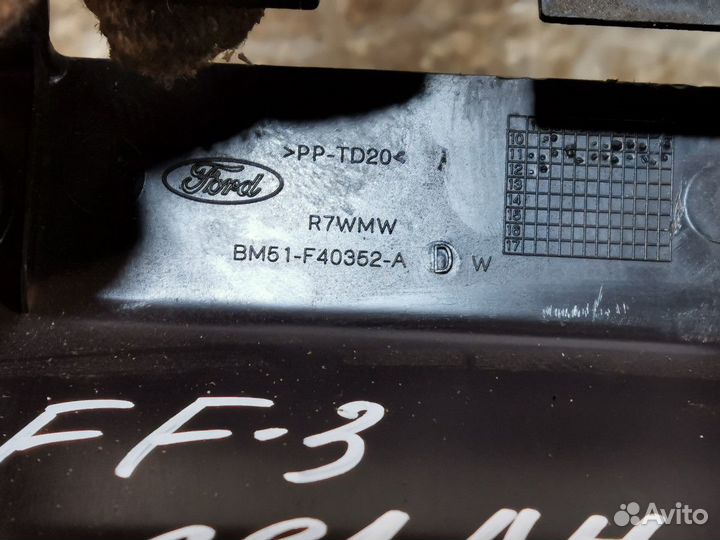 >PP-TD20<
Ford
R7WMW
BM51-F40352-A D W
10
11
12
13
14
15
16
17
FF-3
Avito